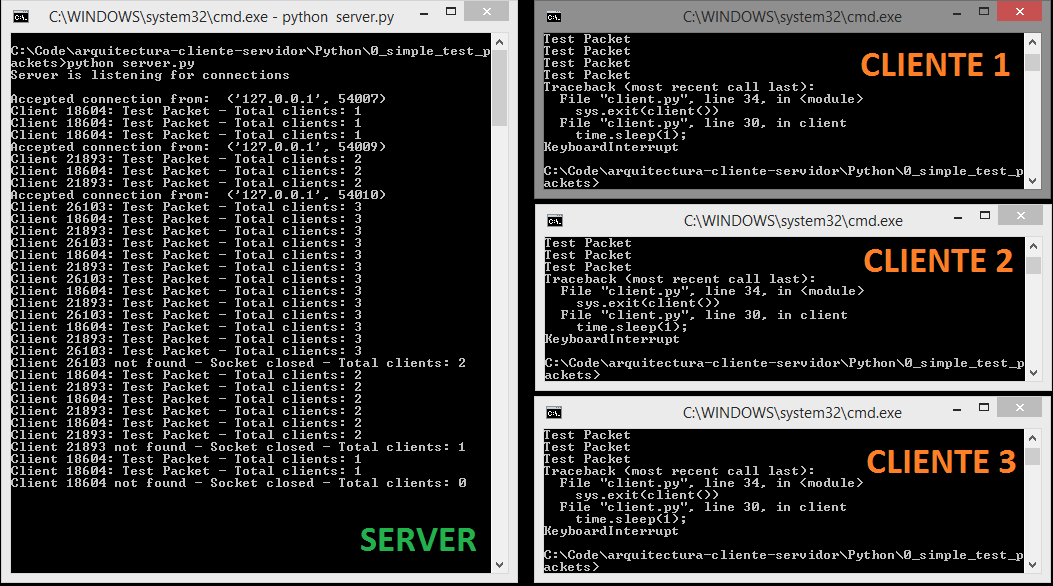 C:\WINDOWS\system32\cmd.exe - python server.py
C:\Code\arquitectura-cliente-servidor\Python\0_simple_test_p
ackets>python server.py
Server is listening for connections
Accepted connection from:  ('127.0.0.1', 54007)
Client 18604: Test Packet - Total clients: 1
Client 18604: Test Packet - Total clients: 1
Client 18604: Test Packet - Total clients: 1
Accepted connection from:  ('127.0.0.1', 54009)
Client 21893: Test Packet - Total clients: 2
Client 18604: Test Packet - Total clients: 2
Client 21893: Test Packet - Total clients: 2
Accepted connection from:  ('127.0.0.1', 54010)
Client 26103: Test Packet - Total clients: 3
Client 18604: Test Packet - Total clients: 3
Client 21893: Test Packet - Total clients: 3
Client 26103: Test Packet - Total clients: 3
Client 18604: Test Packet - Total clients: 3
Client 21893: Test Packet - Total clients: 3
Client 26103: Test Packet - Total clients: 3
Client 18604: Test Packet - Total clients: 3
Client 21893: Test Packet - Total clients: 3
Client 26103: Test Packet - Total clients: 3
Client 18604: Test Packet - Total clients: 3
Client 21893: Test Packet - Total clients: 3
Client 26103: Test Packet - Total clients: 3
Client 26103 not found - Socket closed - Total clients: 2
Client 18604: Test Packet - Total clients: 2
Client 21893: Test Packet - Total clients: 2
Client 18604: Test Packet - Total clients: 2
Client 21893: Test Packet - Total clients: 2
Client 18604: Test Packet - Total clients: 2
Client 21893: Test Packet - Total clients: 2
Client 21893 not found - Socket closed - Total clients: 1
Client 18604: Test Packet - Total clients: 1
Client 18604: Test Packet - Total clients: 1
Client 18604 not found - Socket closed - Total clients: 0
SERVER
C:\WINDOWS\system32\cmd.exe
Test Packet
Test Packet
Test Packet
Test Packet
CLIENTE 1
Traceback (most recent call last):
File "client.py", line 34, in <module>
sys.exit(client())
File "client.py", line 30, in client
time.sleep(1);
KeyboardInterrupt
C:\Code\arquitectura-cliente-servidor\Python\0_simple_test_p
ackets>
C:\WINDOWS\system32\cmd.exe
Test Packet
Test Packet
Test Packet
CLIENTE 2
Traceback (most recent call last):
File "client.py", line 34, in <module>
sys.exit(client())
File "client.py", line 30, in client
time.sleep(1);
KeyboardInterrupt
C:\Code\arquitectura-cliente-servidor\Python\0_simple_test_p
ackets>
C:\WINDOWS\system32\cmd.exe
Test Packet
Test Packet
Test Packet
CLIENTE 3
Traceback (most recent call last):
File "client.py", line 34, in <module>
sys.exit(client())
File "client.py", line 30, in client
time.sleep(1);
KeyboardInterrupt
C:\Code\arquitectura-cliente-servidor\Python\0_simple_test_p
ackets>